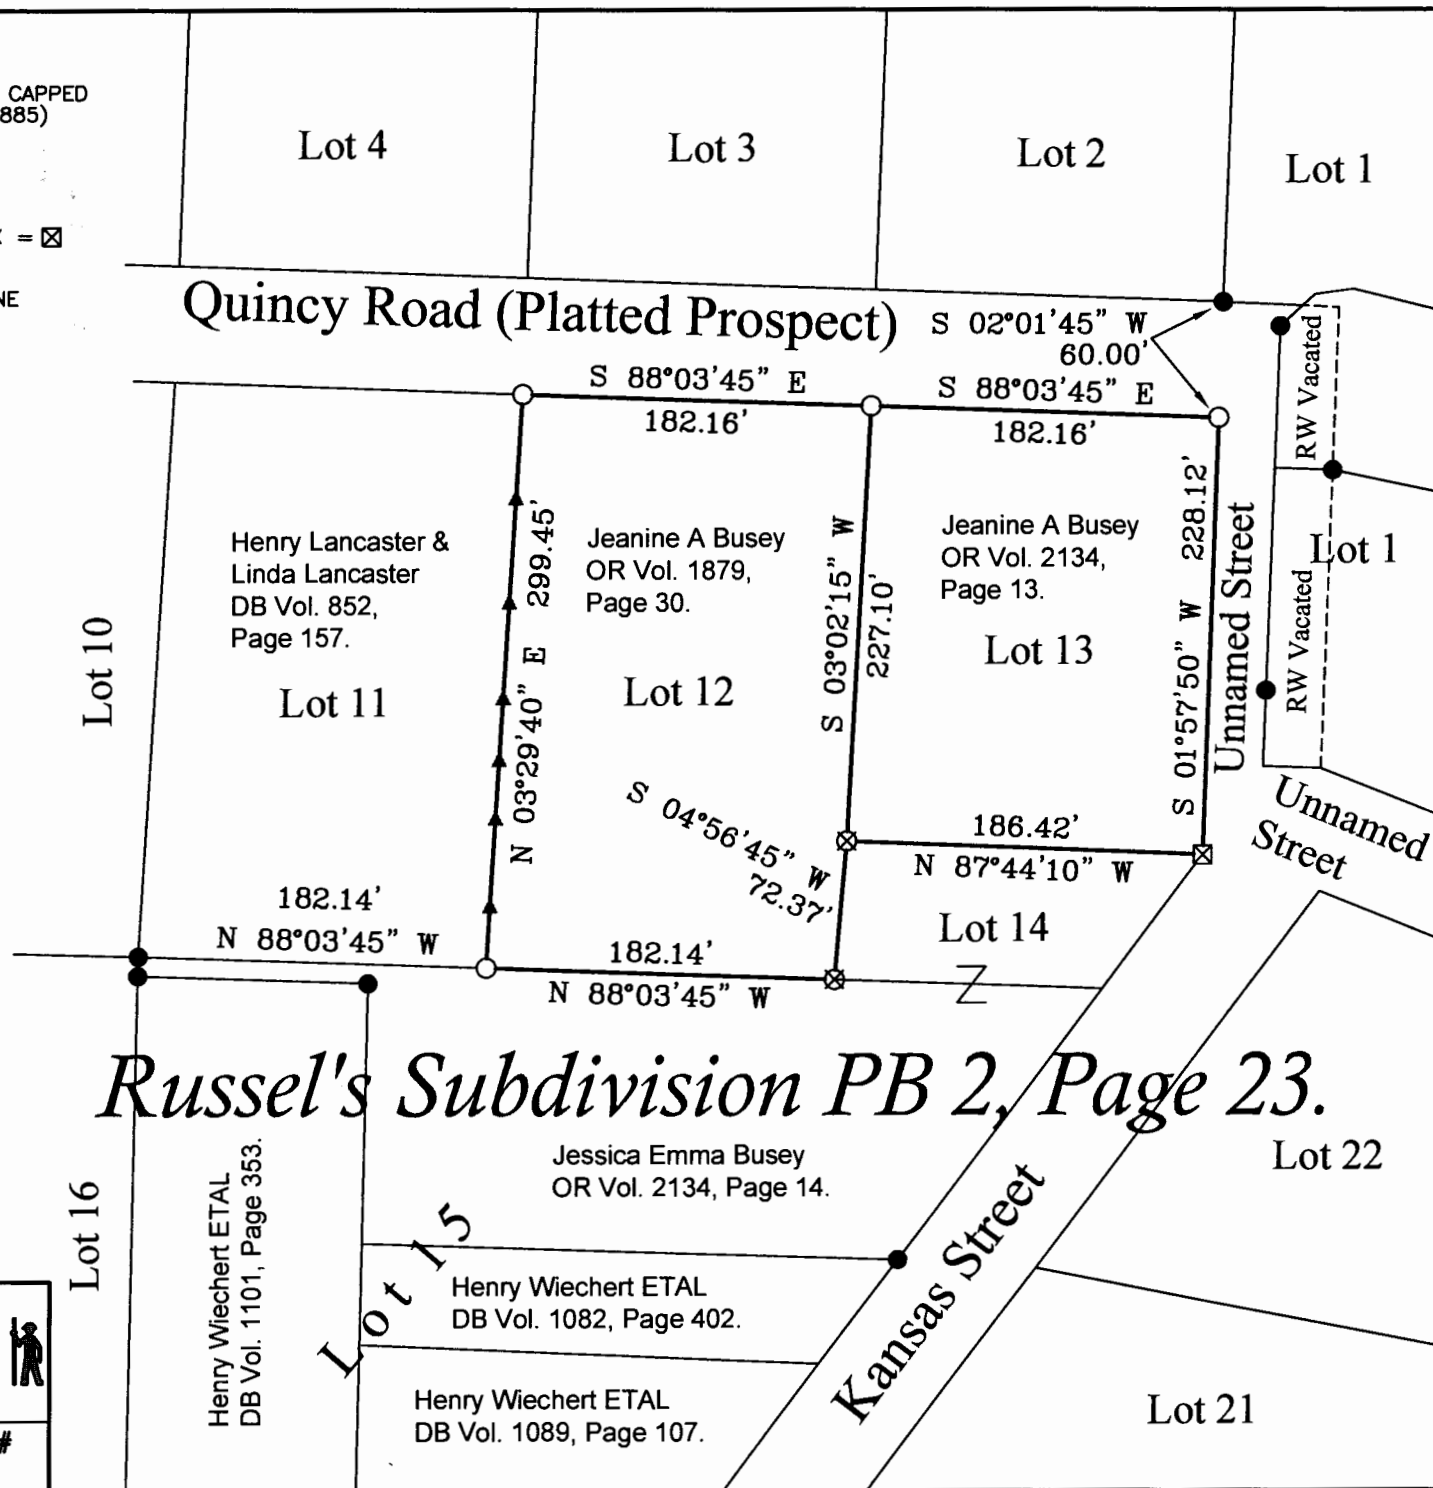 CAPPED
885)
Lot 4
Lot 3
Lot 2
Lot 1
= ⊠
NE
Quincy Road (Platted Prospect)
S 02°01'45" W
60.00'
S 88°03'45" E
182.16'
S 88°03'45" E
182.16'
RW Vacated
Lot 10
Henry Lancaster &
Linda Lancaster
DB Vol. 852,
Page 157.
Lot 11
N 03°29'40" E 299.45'
Jeanine A Busey
OR Vol. 1879,
Page 30.
Lot 12
S 03°02'15" W
227.10'
Jeanine A Busey
OR Vol. 2134,
Page 13.
Lot 13
S 01°57'50" W 228.12'
Unnamed Street
Lot 1
RW Vacated
Unnamed
Street
S 04°56'45" W
72.37'
186.42'
N 87°44'10" W
182.14'
N 88°03'45" W
182.14'
N 88°03'45" W
Lot 14
Z
Russel's Subdivision PB 2, Page 23.
Lot 16
Henry Wiechert ETAL
DB Vol. 1101, Page 353.
Jessica Emma Busey
OR Vol. 2134, Page 14.
Lot 15
Henry Wiechert ETAL
DB Vol. 1082, Page 402.
Henry Wiechert ETAL
DB Vol. 1089, Page 107.
Kansas Street
Lot 22
Lot 21
#